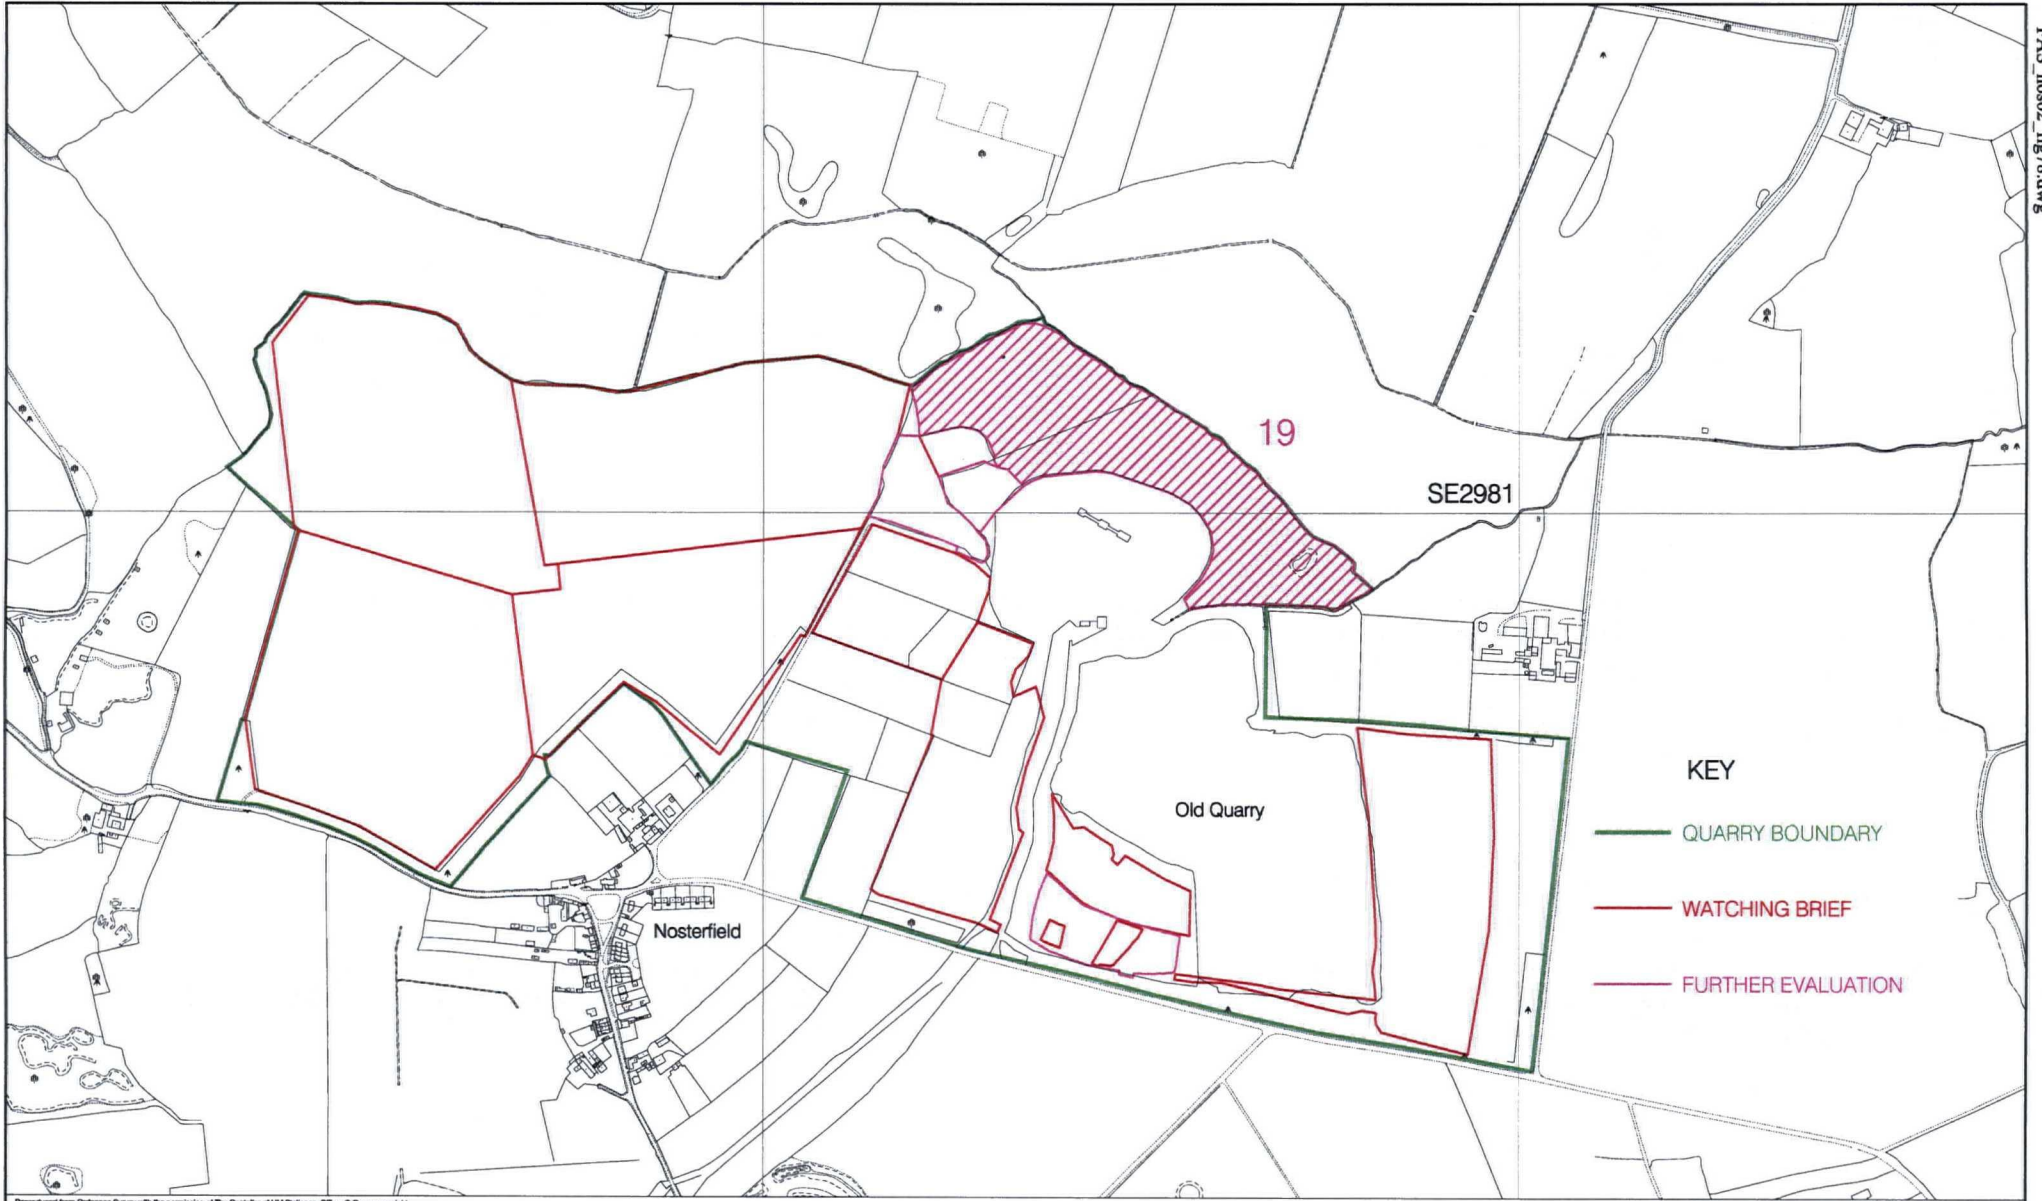 19
SE2981
KEY
Old Quarry
QUARRY BOUNDARY
WATCHING BRIEF
Nosterfield
FURTHER EVALUATION